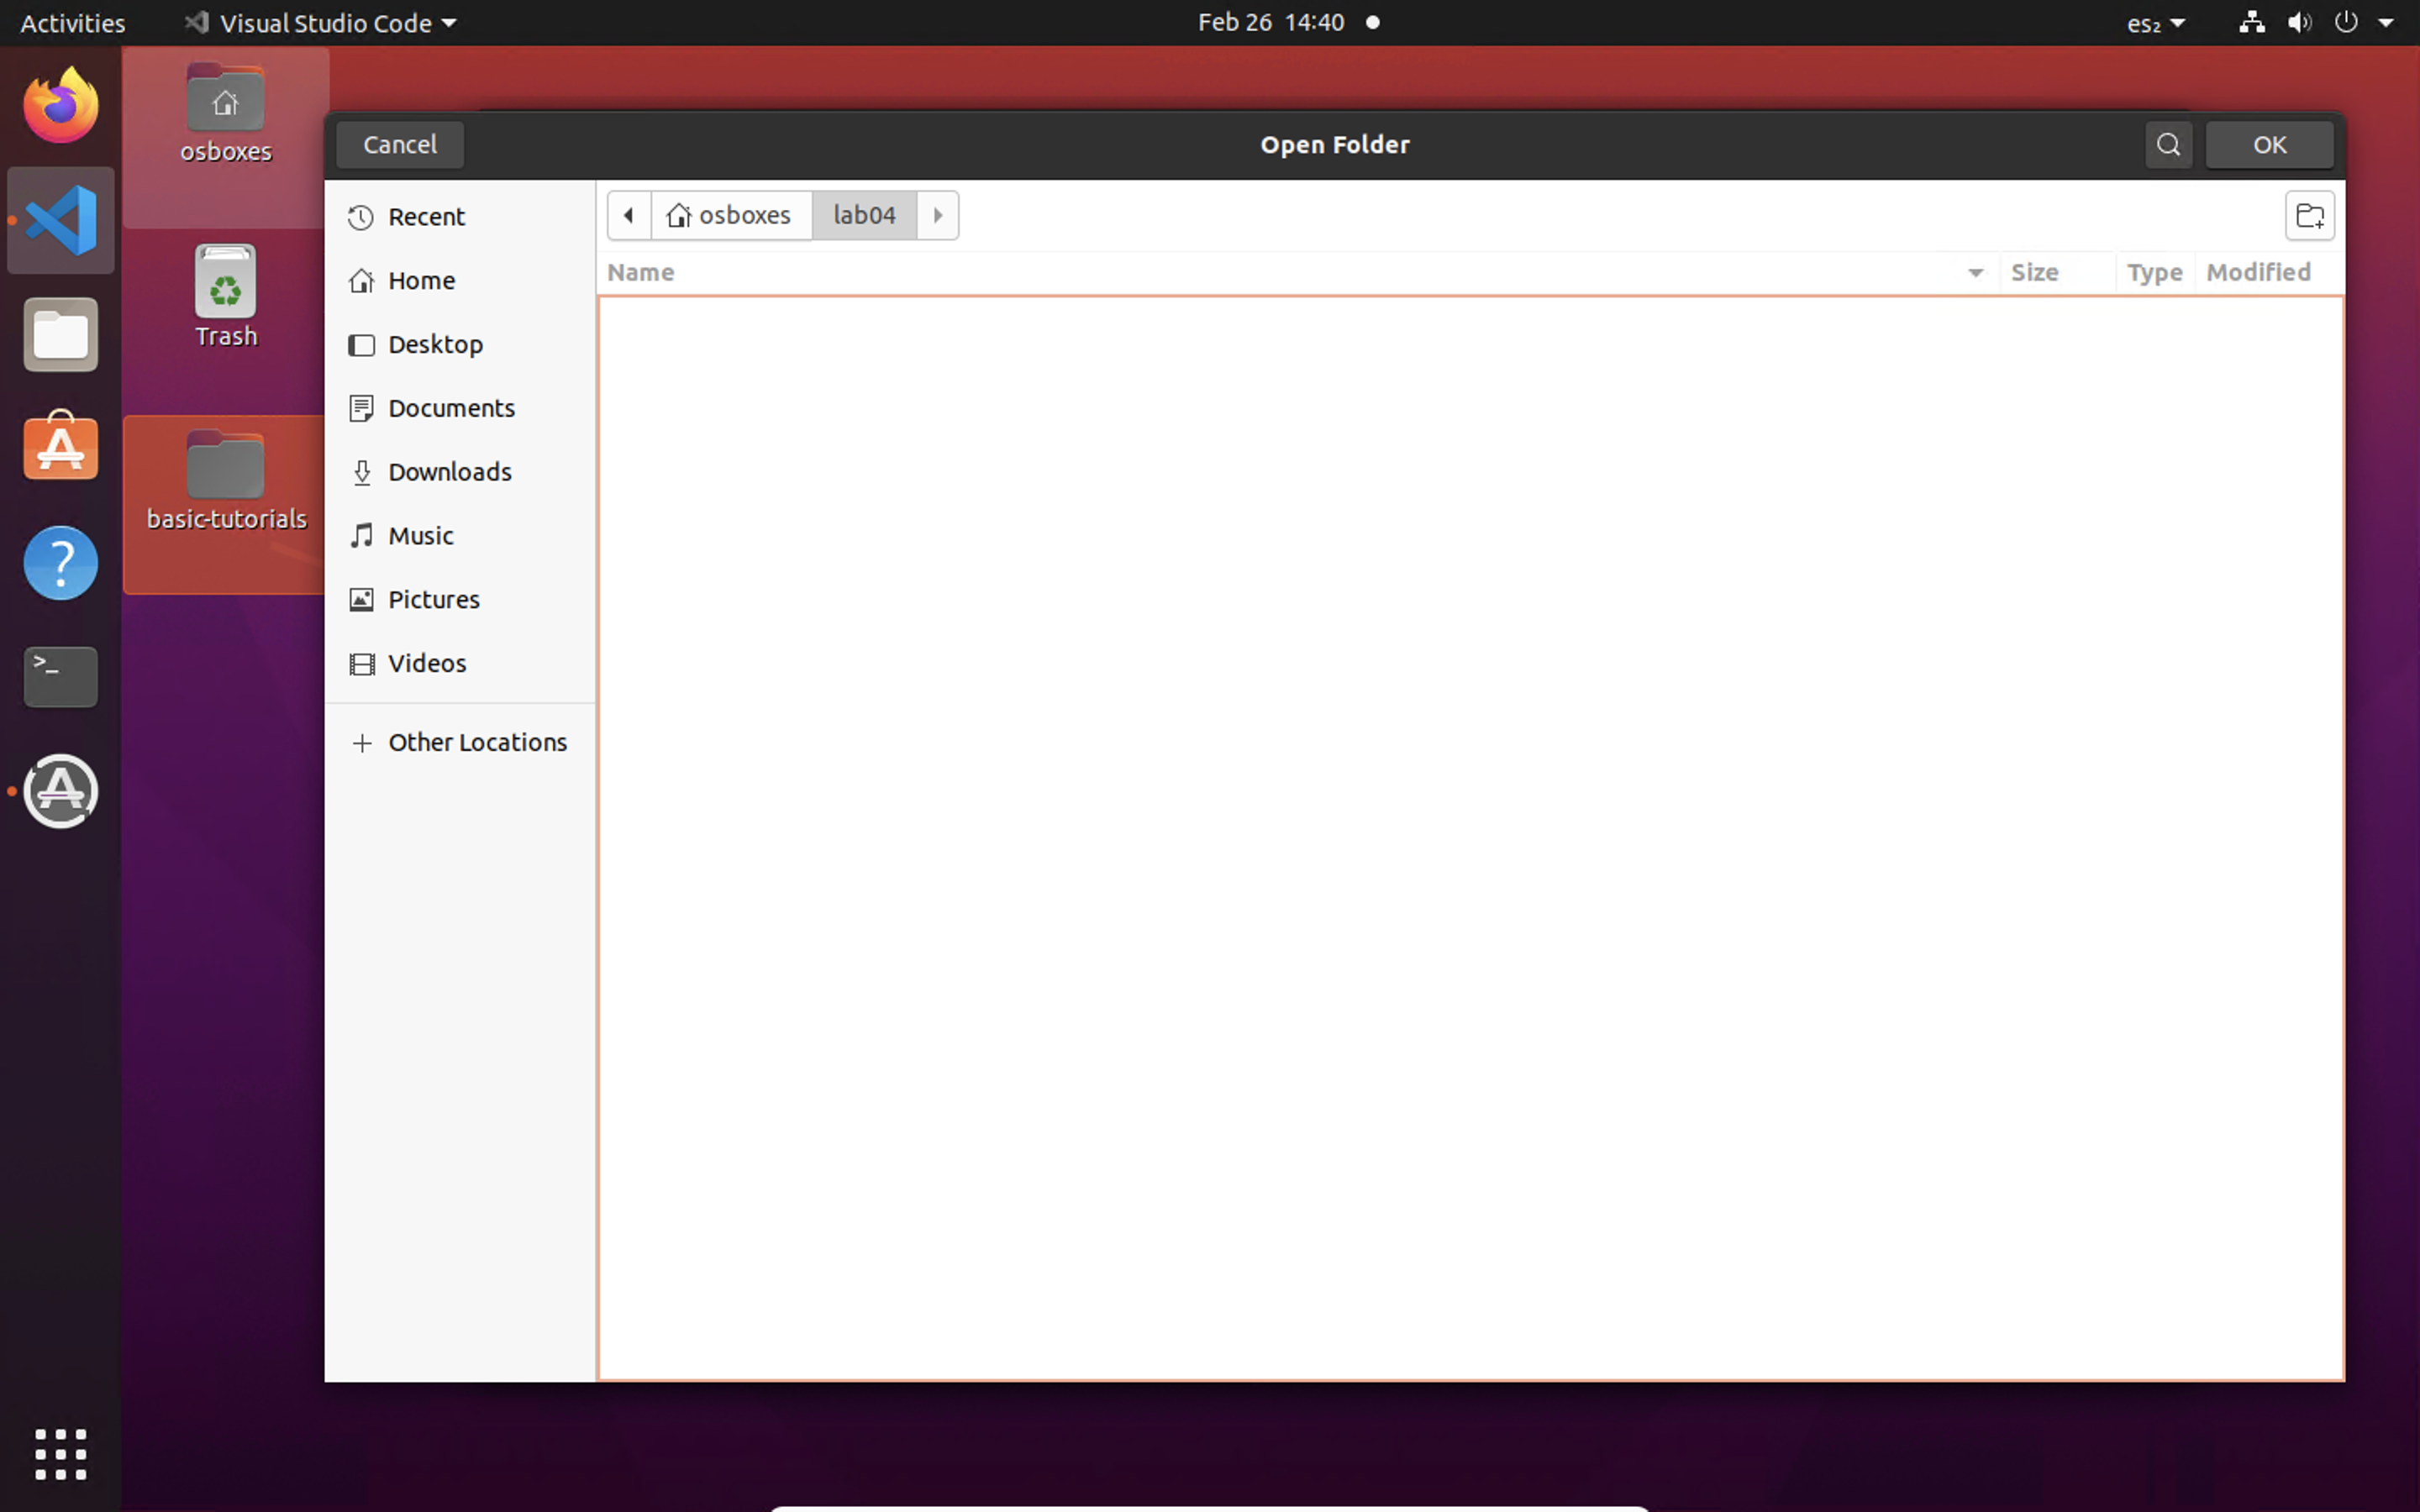 Activities
Visual Studio Code
Feb 26 14:40
es₂
osboxes
Trash
basic-tutorials
Cancel
Open Folder
OK
Recent
Home
Desktop
Documents
Downloads
Music
Pictures
Videos
Other Locations
osboxes
lab04
Name
Size
Type
Modified